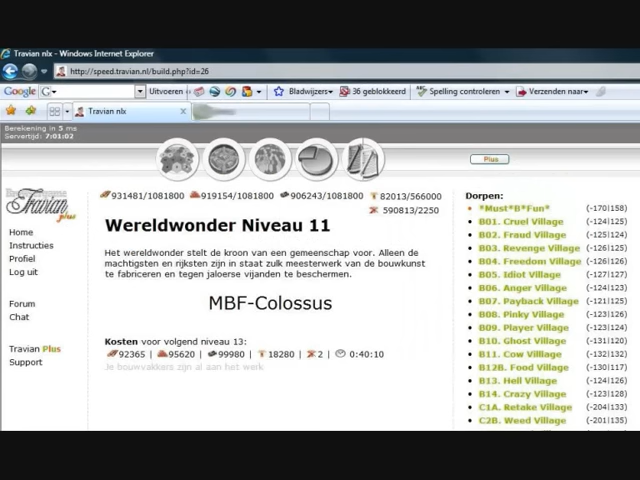 Travian nlx - Windows Internet Explorer
http://speed.travian.nl/build.php?id=26
Google G Uitvoeren Bladwijzers 36 geblokkeerd Spelling controleren Verzenden naar
Travian nlx
Berekening in 5 ms
Servertijd: 7:01:02
Plus
Travian plus
Home
Instructies
Profiel
Log uit
Forum
Chat
Travian Plus
Support
931481/1081800 919154/1081800 906243/1081800 82013/566000
590813/2250
Wereldwonder Niveau 11
Het wereldwonder stelt de kroon van een gemeenschap voor. Alleen de
machtigsten en rijksten zijn in staat zulk meesterwerk van de bouwkunst
te fabriceren en tegen jaloerse vijanden te beschermen.
MBF-Colossus
Kosten voor volgend niveau 13:
92365 | 95620 | 99980 | 18280 | 2 | 0:40:10
Je bouwvakkers zijn al aan het werk
Dorpen:
*Must*B*Fun* (-170|158)
B01. Cruel Village (-124|125)
B02. Fraud Village (-125|124)
B03. Revenge Village (-126|125)
B04. Freedom Village (-126|126)
B05. Idiot Village (-126|127)
B06. Anger Village (-124|123)
B07. Payback Village (-125|121)
B08. Pinky Village (-123|126)
B09. Player Village (-123|124)
B10. Ghost Village (-131|120)
B11. Cow Villlage (-132|132)
B12B. Food Village (-130|117)
B13. Hell Village (-124|128)
B14. Crazy Village (-123|128)
C1A. Retake Village (-204|133)
C2B. Weed Village (-201|135)